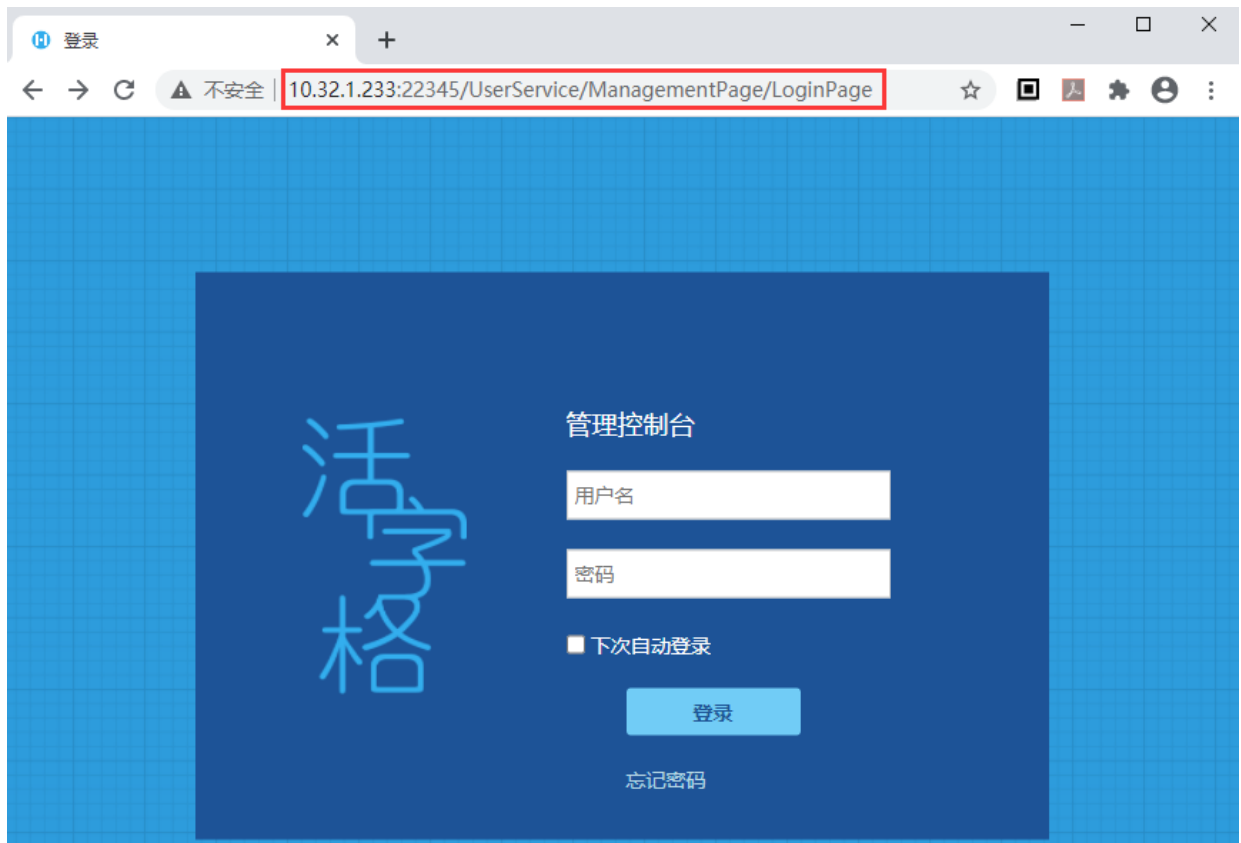 登录
不安全 10.32.1.233:22345/UserService/ManagementPage/LoginPage
活字格
管理控制台
用户名
密码
下次自动登录
登录
忘记密码